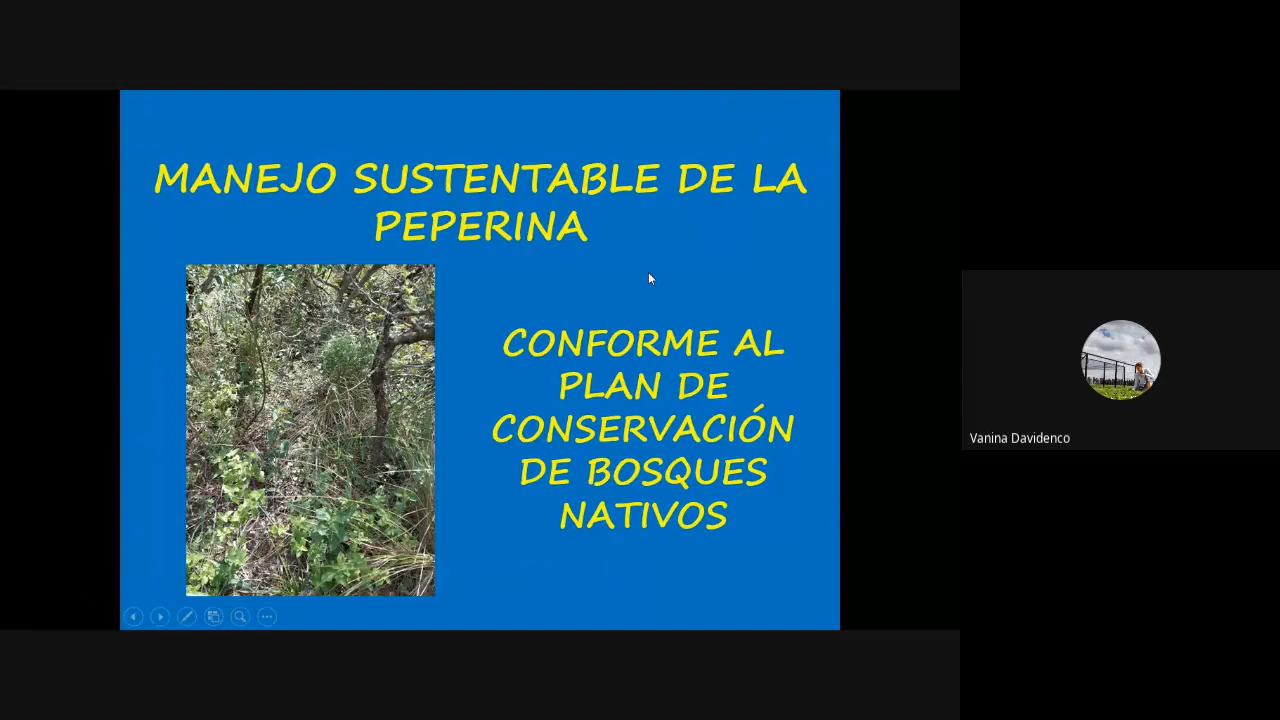 MANEJO SUSTENTABLE DE LA
PEPERINA
CONFORME AL
PLAN DE
CONSERVACIÓN
DE BOSQUES
NATIVOS
Vanina Davidenco